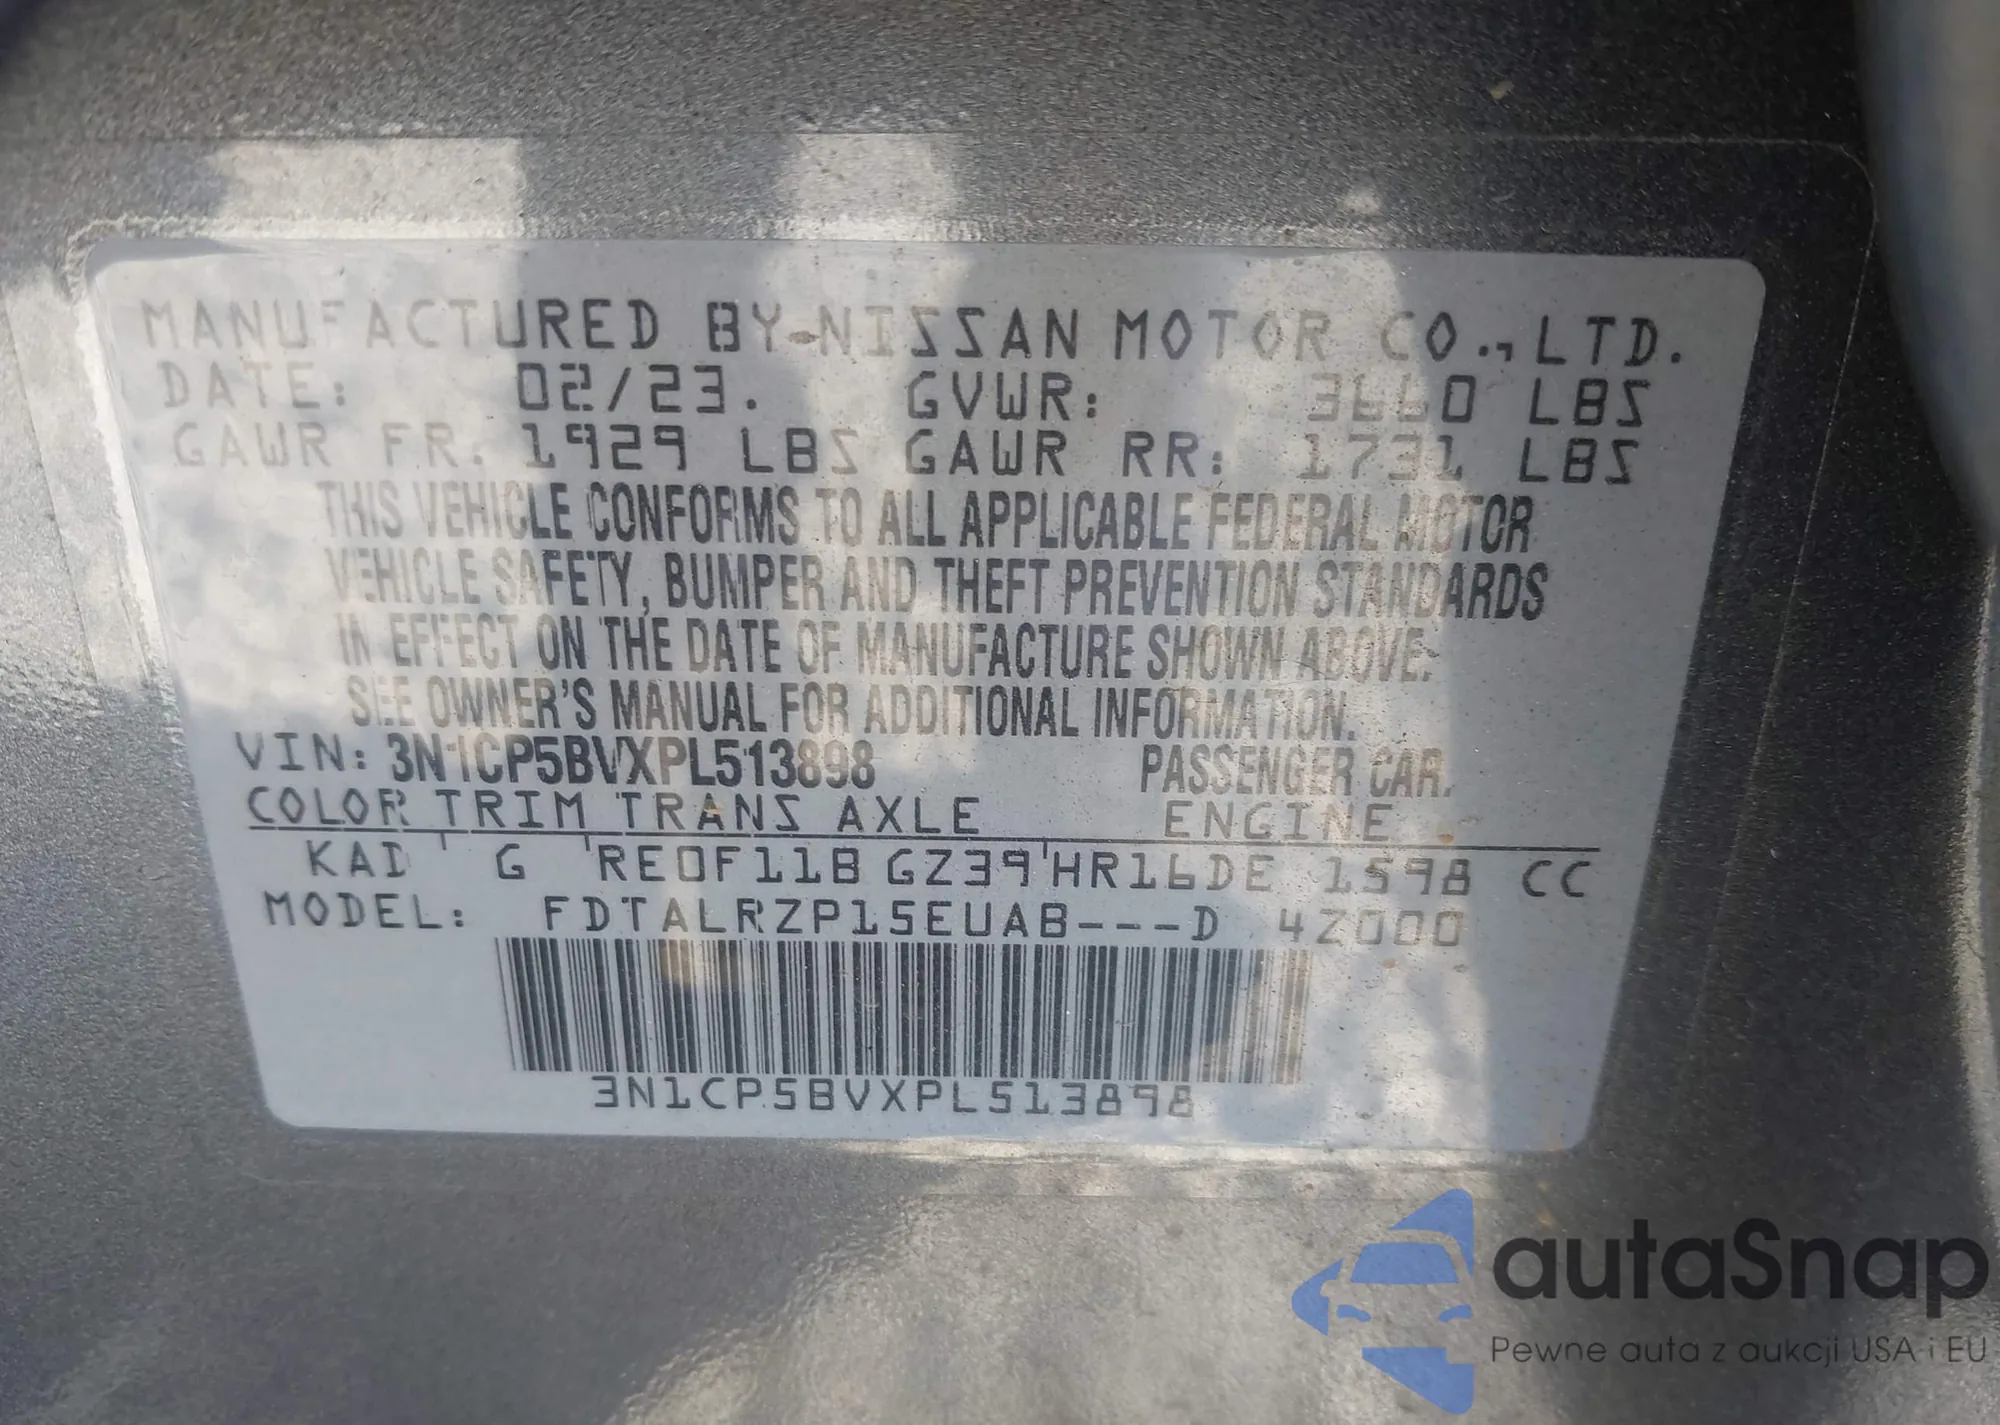 MANUFACTURED BY NISSAN MOTOR CO., LTD.
DATE: 02/23. GVWR: 3660 LBS
GAWR FR: 1929 LBS GAWR RR: 1731 LBS
THIS VEHICLE CONFORMS TO ALL APPLICABLE FEDERAL MOTOR
VEHICLE SAFETY, BUMPER AND THEFT PREVENTION STANDARDS
IN EFFECT ON THE DATE OF MANUFACTURE SHOWN ABOVE.
SEE OWNER'S MANUAL FOR ADDITIONAL INFORMATION.
VIN: 3N1CP5BVXPL513898 PASSENGER CAR.
COLOR TRIM TRANS AXLE ENGINE
KAD G RE0F11B GZ39 HR16DE 1598 CC
MODEL: FDTALRZP15EUAB---D 4Z000
3N1CP5BVXPL513898
autaSnap
Pewne auta z aukcji USA i EU